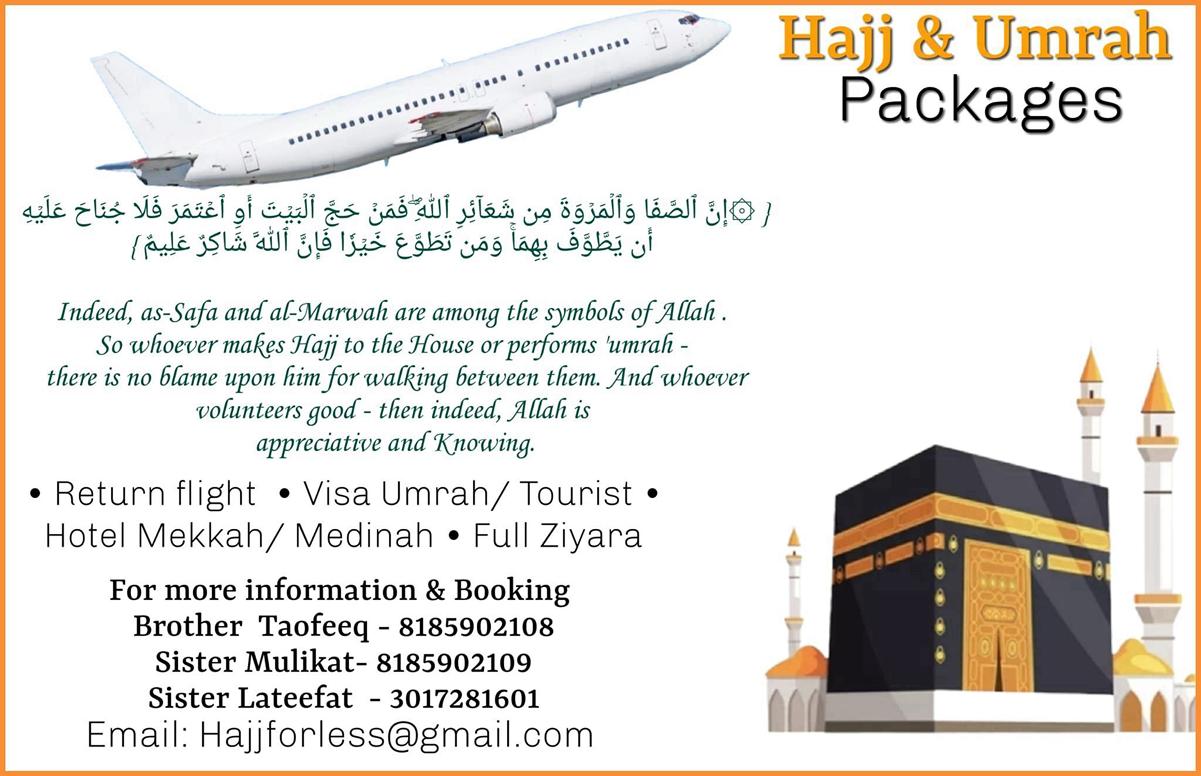 Hajj & Umrah
Packages
{ ۞إِنَّ ٱلصَّفَا وَٱلْمَرْوَةَ مِن شَعَآئِرِ ٱللَّهِۖ فَمَنْ حَجَّ ٱلْبَيْتَ أَوِ ٱعْتَمَرَ فَلَا جُنَاحَ عَلَيْهِ
أَن يَطَّوَّفَ بِهِمَاۚ وَمَن تَطَوَّعَ خَيْرًا فَإِنَّ ٱللَّهَ شَاكِرٌ عَلِيمٌ }
Indeed, as-Safa and al-Marwah are among the symbols of Allah .
So whoever makes Hajj to the House or performs 'umrah -
there is no blame upon him for walking between them. And whoever
volunteers good - then indeed, Allah is
appreciative and Knowing.
• Return flight • Visa Umrah/ Tourist •
Hotel Mekkah/ Medinah • Full Ziyara
For more information & Booking
Brother Taofeeq - 8185902108
Sister Mulikat- 8185902109
Sister Lateefat - 3017281601
Email: Hajjforless@gmail.com